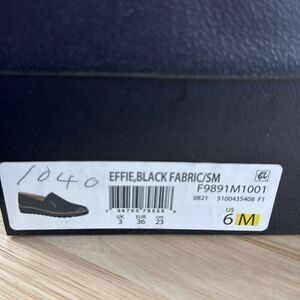 1040
EFFIE,BLACK FABRIC/SM
F9891M1001
0821 5100435408 F1
UK EUR cm
3 36 23
US
6 M